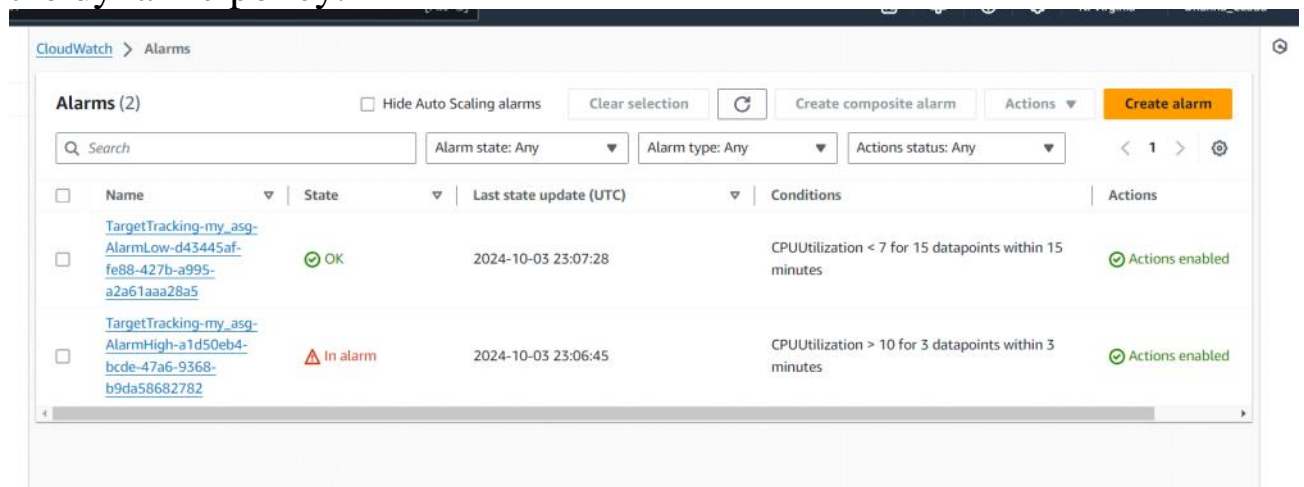 CloudWatch > Alarms
Alarms (2)
Hide Auto Scaling alarms
Clear selection
Create composite alarm
Actions
Create alarm
Search
Alarm state: Any
Alarm type: Any
Actions status: Any
1
Name State Last state update (UTC) Conditions Actions
TargetTracking-my_asg-
AlarmLow-d43445af-
fe88-427b-a995-
a2a61aaa28a5
OK
2024-10-03 23:07:28
CPUUtilization < 7 for 15 datapoints within 15
minutes
Actions enabled
TargetTracking-my_asg-
AlarmHigh-a1d50eb4-
bcde-47a6-9368-
b9da58682782
In alarm
2024-10-03 23:06:45
CPUUtilization > 10 for 3 datapoints within 3
minutes
Actions enabled